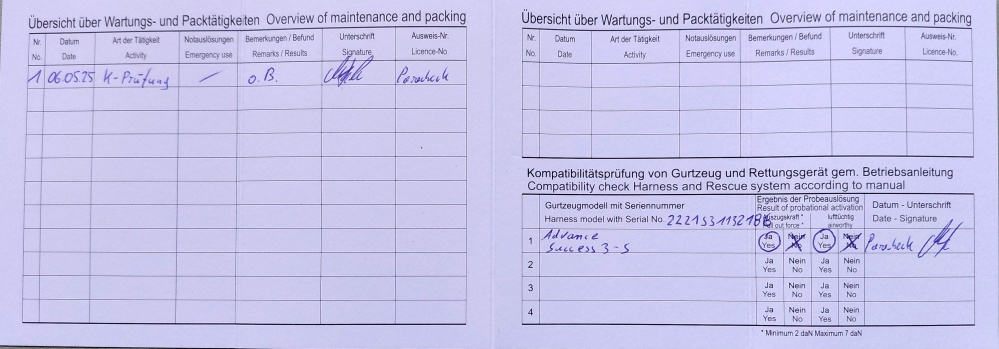 Übersicht über Wartungs- und Packtätigkeiten Overview of maintenance and packing
Nr. Datum Art der Tätigkeit Notauslösungen Bemerkungen / Befund Unterschrift Ausweis-Nr.
No. Date Activity Emergency use Remarks / Results Signature Licence-No.
1 06.05.25 K-Prüfung — o.B. Paracheck
Übersicht über Wartungs- und Packtätigkeiten Overview of maintenance and packing
Nr. Datum Art der Tätigkeit Notauslösungen Bemerkungen / Befund Unterschrift Ausweis-Nr.
No. Date Activity Emergency use Remarks / Results Signature Licence-No.
Kompatibilitätsprüfung von Gurtzeug und Rettungsgerät gem. Betriebsanleitung
Compatibility check Harness and Rescue system according to manual
Gurtzeugmodell mit Seriennummer Ergebnis der Probeauslösung Datum - Unterschrift
Harness model with Serial No. Result of probational activation Date - Signature
Auszugskraft * lufttüchtig
Pull out force * airworthy
1 Advance Ja Nein Ja Nein Paracheck
Success 3-S Yes No Yes No
2 Ja Nein Ja Nein
Yes No Yes No
3 Ja Nein Ja Nein
Yes No Yes No
4 Ja Nein Ja Nein
Yes No Yes No
* Minimum 2 daN Maximum 7 daN